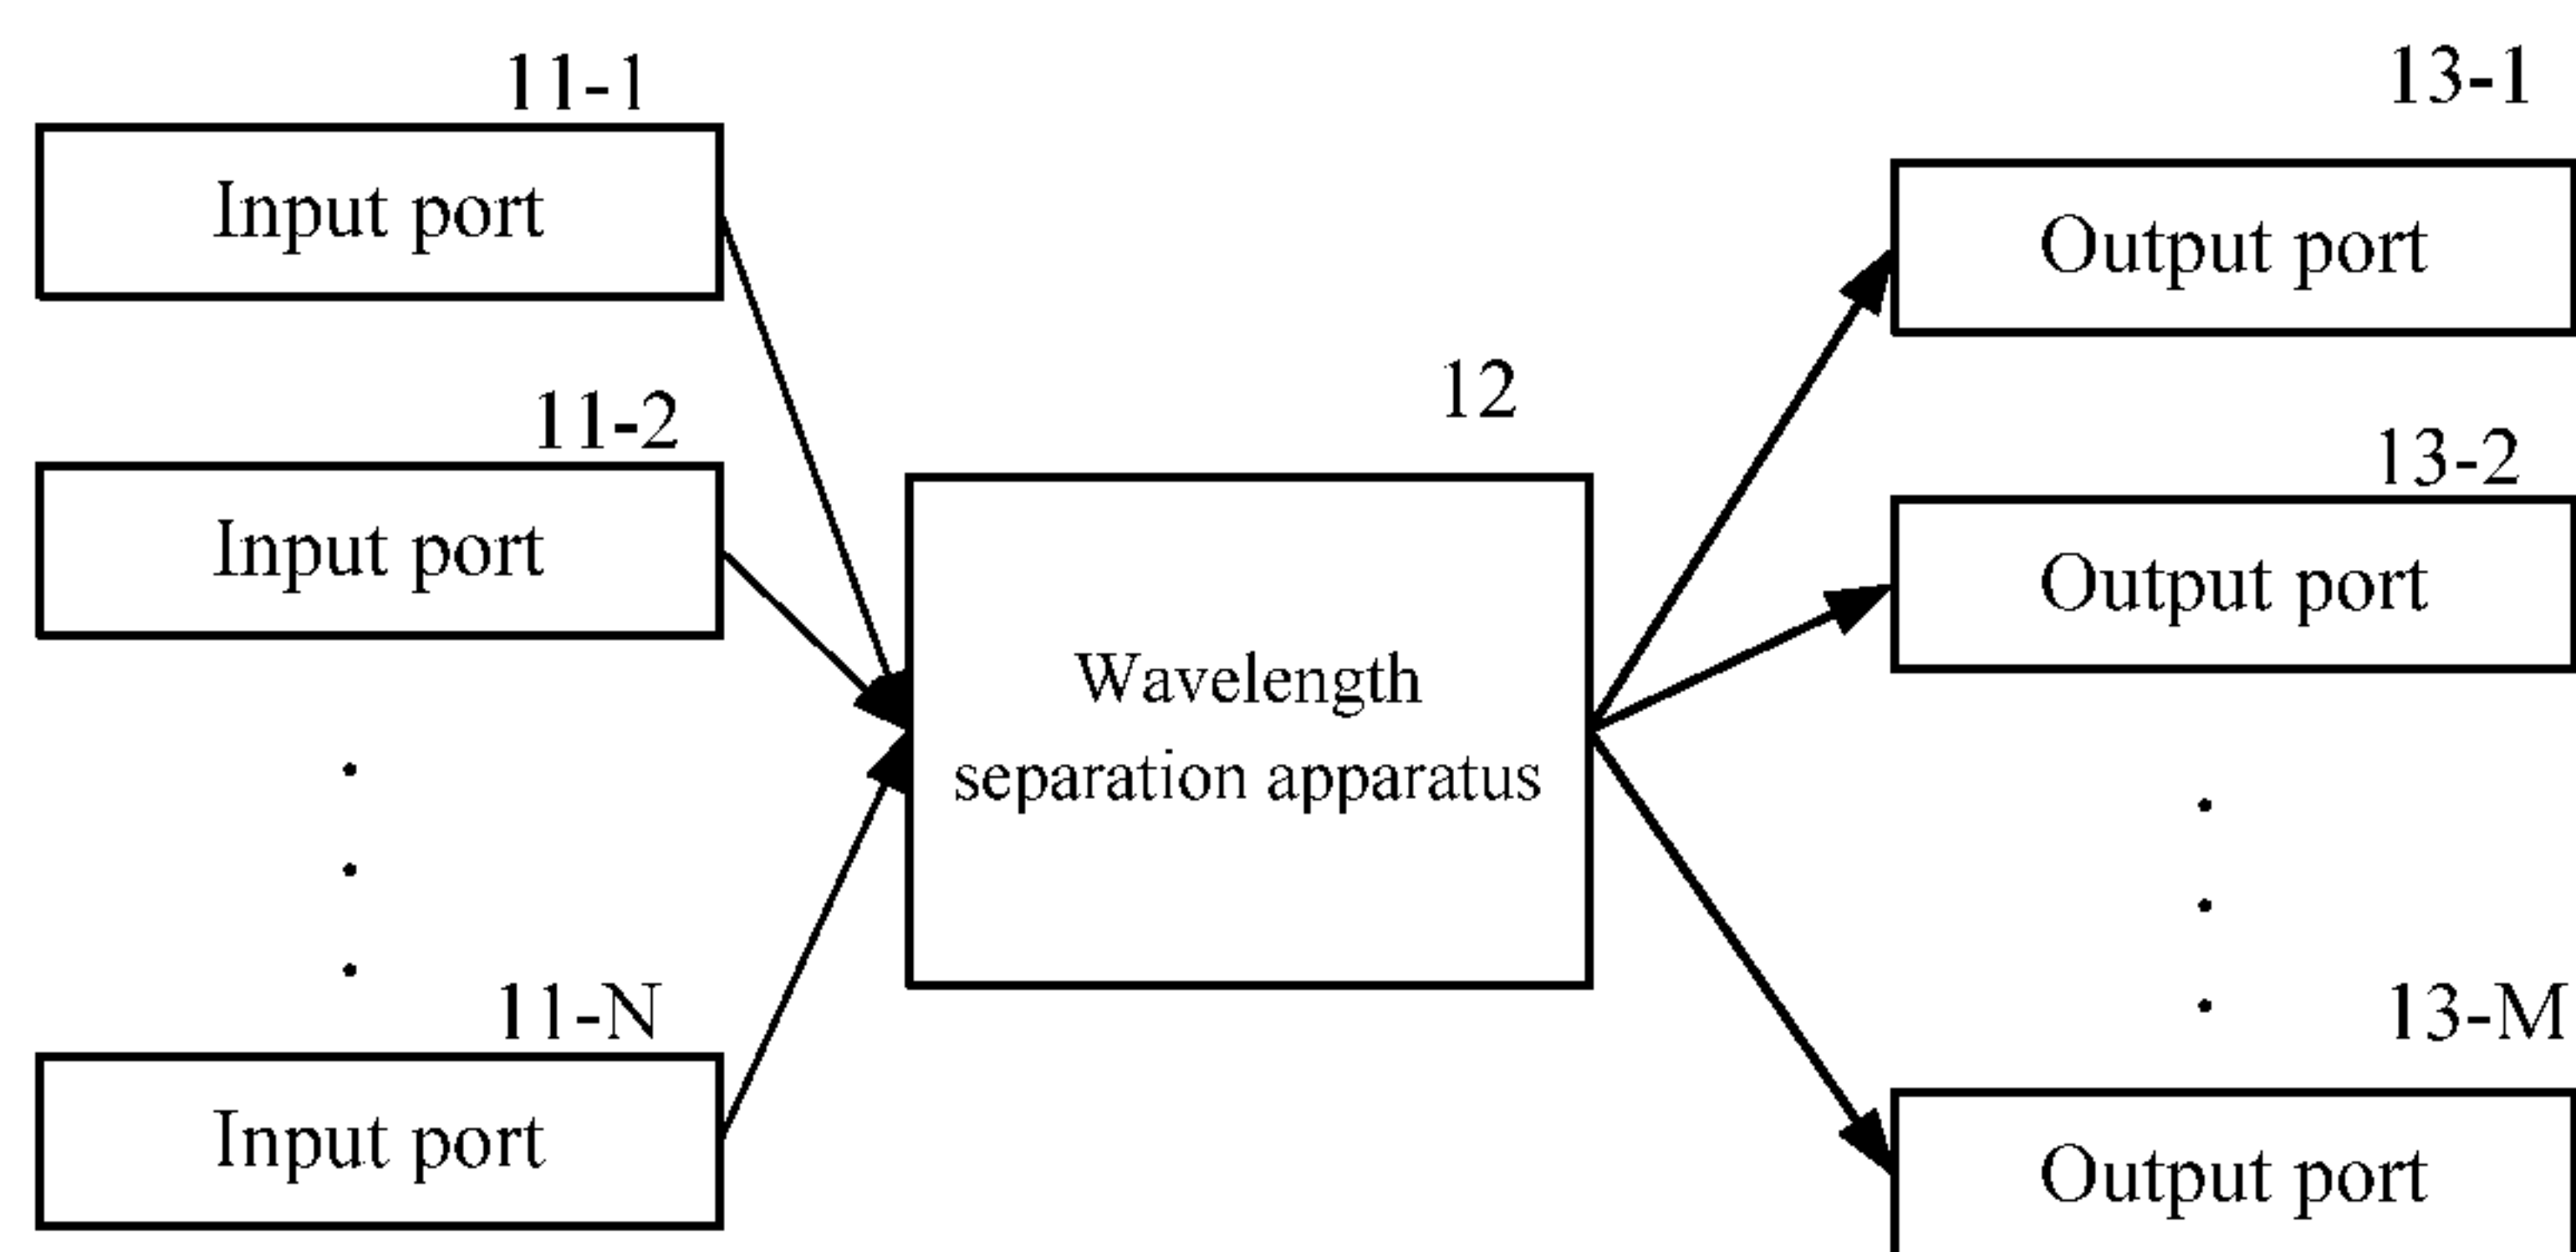 11-1
Input port
11-2
Input port
11-N
Input port
12
Wavelength
separation apparatus
13-1
Output port
13-2
Output port
13-M
Output port